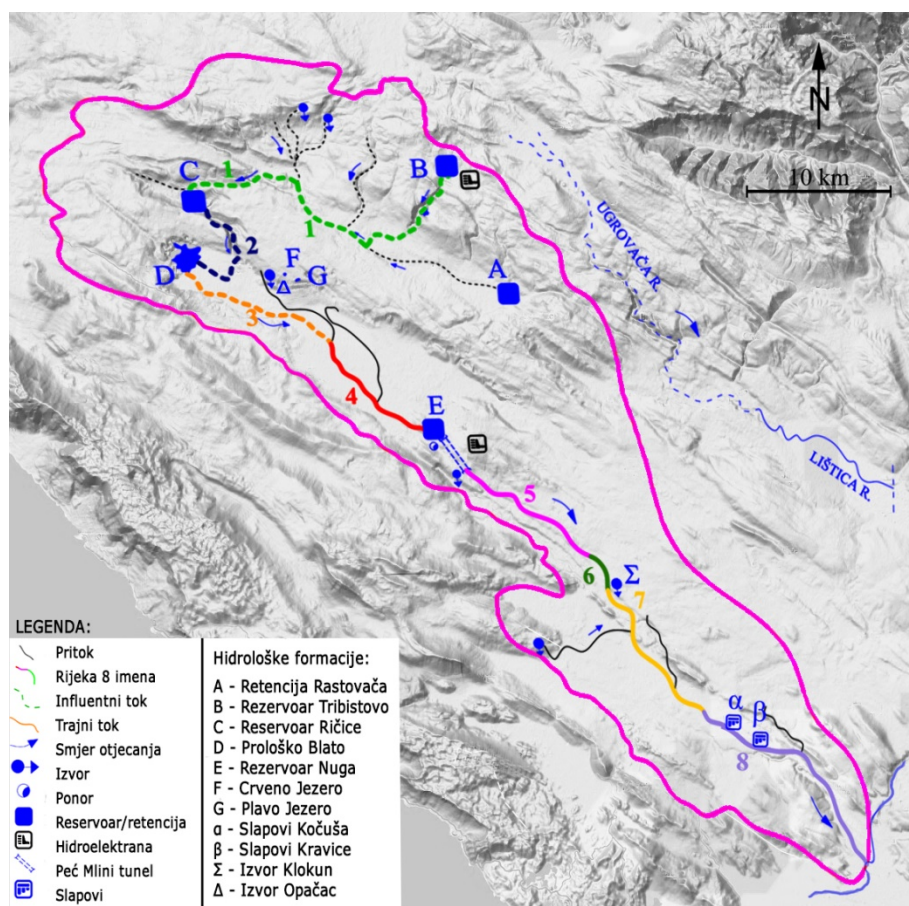 N
10 km
1
C
B
1
UGROVAČA R.
2
F
G
A
D
Δ
3
4
E
LIŠTICA R.
5
6
Σ
7
α
β
8
LEGENDA:
Pritok
Rijeka 8 imena
Influentni tok
Trajni tok
Smjer otjecanja
Izvor
Ponor
Reservoar/retencija
Hidroelektrana
Peć Mlini tunel
Slapovi
Hidrološke formacije:
A - Retencija Rastovača
B - Rezervoar Tribistovo
C - Reservoar Ričice
D - Prološko Blato
E - Rezervoar Nuga
F - Crveno Jezero
G - Plavo Jezero
α - Slapovi Kočuša
β - Slapovi Kravice
Σ - Izvor Klokun
Δ - Izvor Opačac